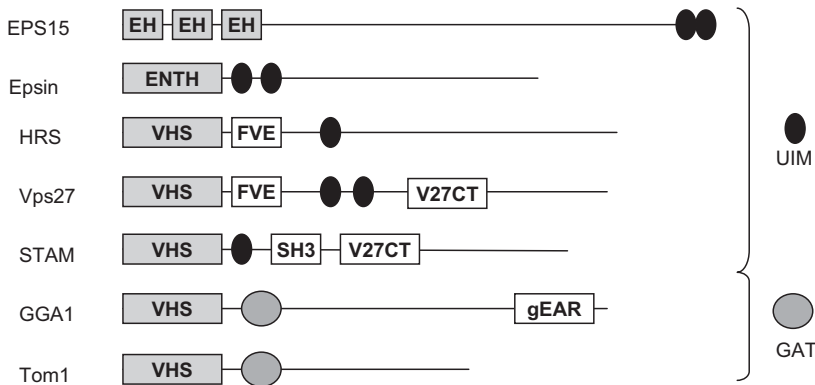 EPS15 EH EH EH
Epsin ENTH
HRS VHS FVE
UIM
Vps27 VHS FVE V27CT
STAM VHS SH3 V27CT
GGA1 VHS gEAR
GAT
Tom1 VHS